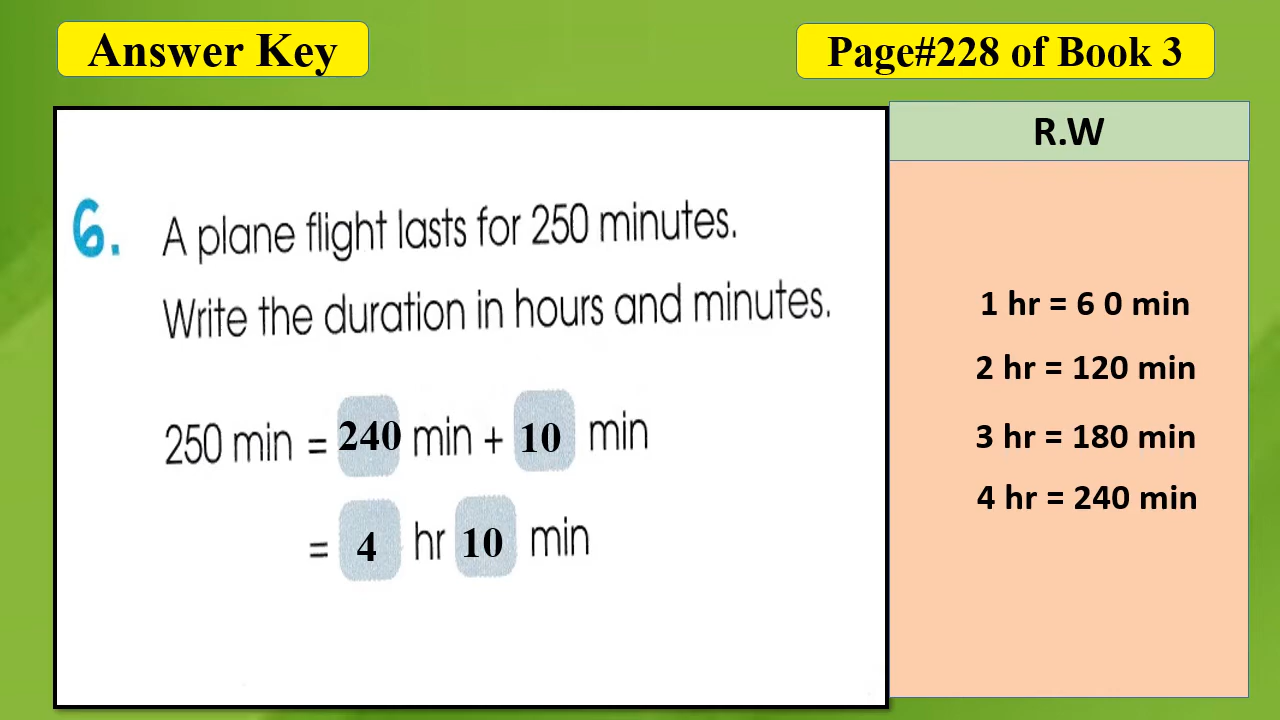 Answer Key
Page#228 of Book 3
6. A plane flight lasts for 250 minutes.
Write the duration in hours and minutes.
250 min = 240 min + 10 min
= 4 hr 10 min
R.W
1 hr = 6 0 min
2 hr = 120 min
3 hr = 180 min
4 hr = 240 min